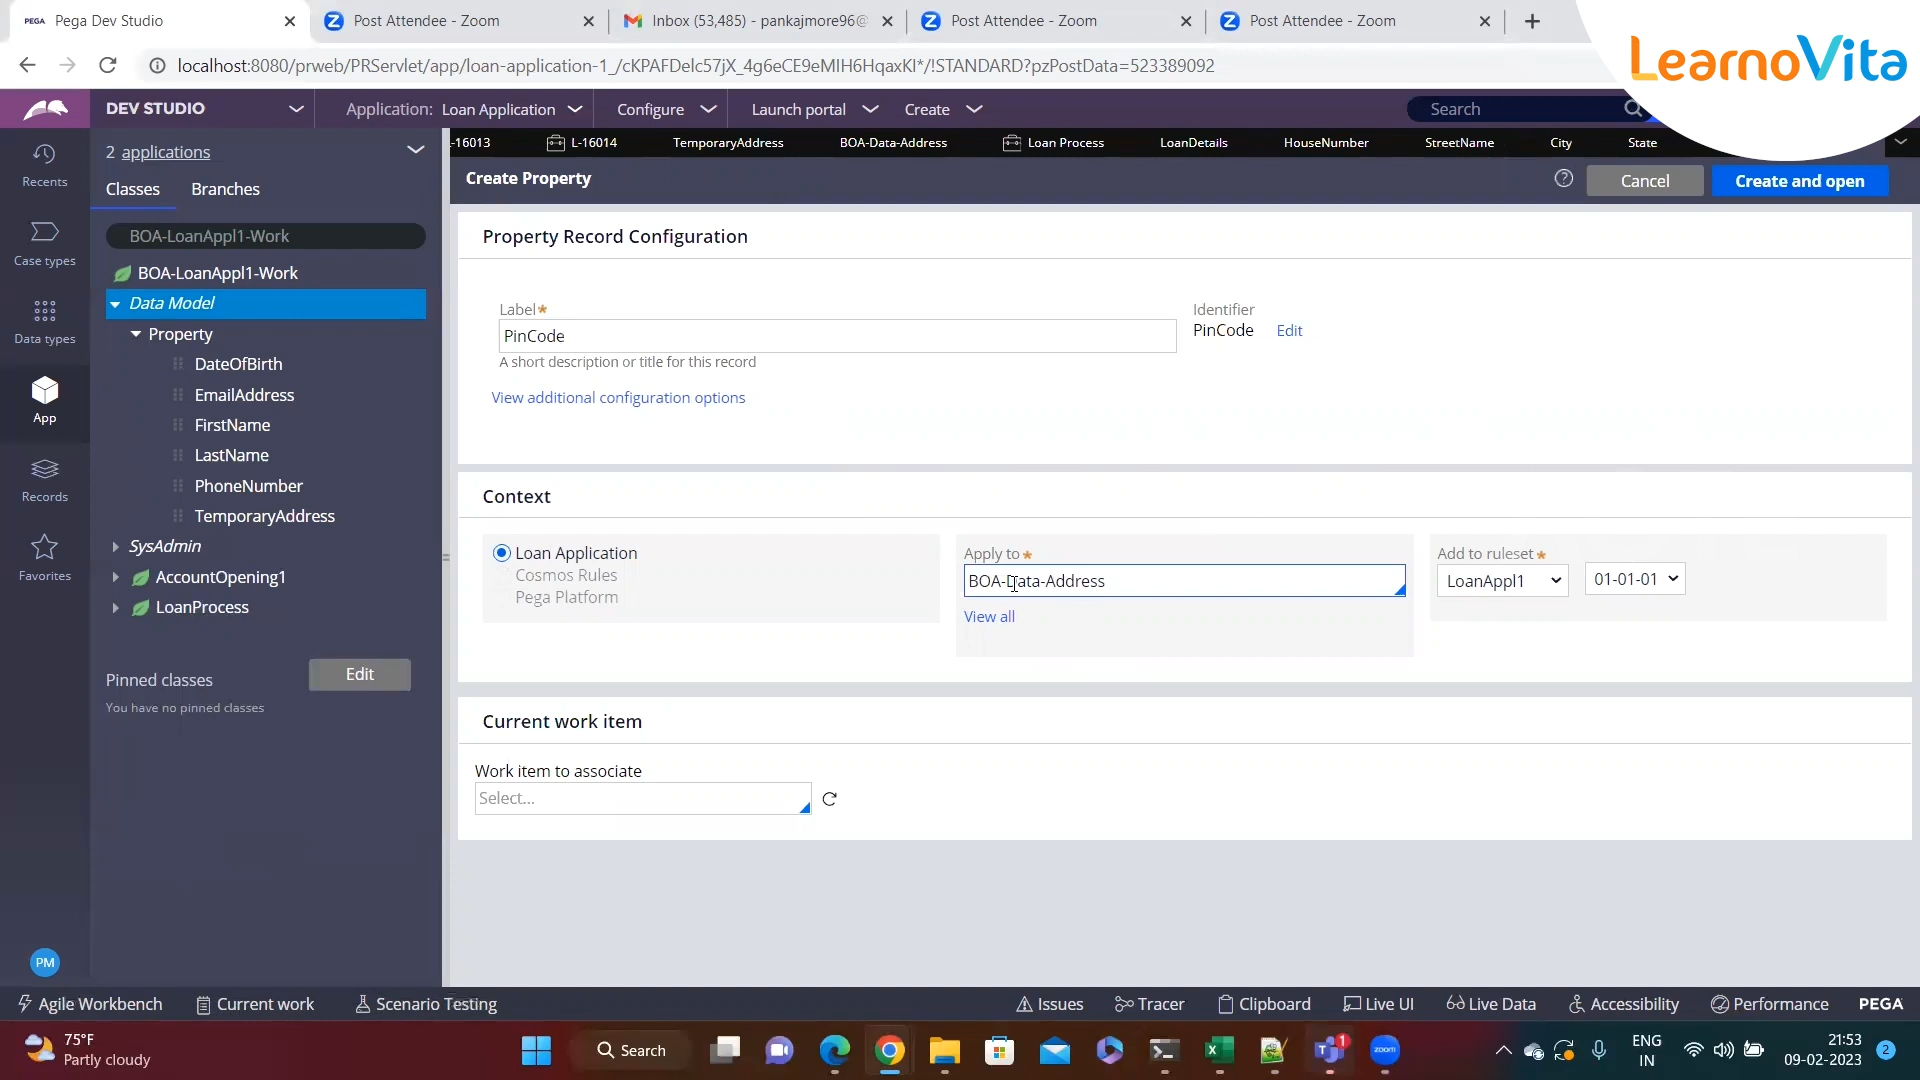 PEGA Pega Dev Studio
Post Attendee - Zoom
Inbox (53,485) - pankajmore96@
Post Attendee - Zoom
Post Attendee - Zoom
localhost:8080/prweb/PRServlet/app/loan-application-1_/cKPAFDelc57jX_4g6eCE9eMIH6HqaxKI*/!STANDARD?pzPostData=523389092
LearnoVita
DEV STUDIO
Application: Loan Application
Configure
Launch portal
Create
Search
Recents
Case types
Data types
App
Records
Favorites
PM
2 applications
Classes
Branches
BOA-LoanAppl1-Work
BOA-LoanAppl1-Work
Data Model
Property
DateOfBirth
EmailAddress
FirstName
LastName
PhoneNumber
TemporaryAddress
SysAdmin
AccountOpening1
LoanProcess
Pinned classes
Edit
You have no pinned classes
-16013
L-16014
TemporaryAddress
BOA-Data-Address
Loan Process
LoanDetails
HouseNumber
StreetName
City
State
Create Property
Cancel
Create and open
Property Record Configuration
Label*
PinCode
A short description or title for this record
Identifier
PinCode Edit
View additional configuration options
Context
Loan Application
Cosmos Rules
Pega Platform
Apply to *
BOA-Data-Address
View all
Add to ruleset *
LoanAppl1
01-01-01
Current work item
Work item to associate
Select...
Agile Workbench
Current work
Scenario Testing
Issues
Tracer
Clipboard
Live UI
Live Data
Accessibility
Performance
PEGA
75°F
Partly cloudy
Search
zoom
1
ENG
IN
21:53
09-02-2023
2